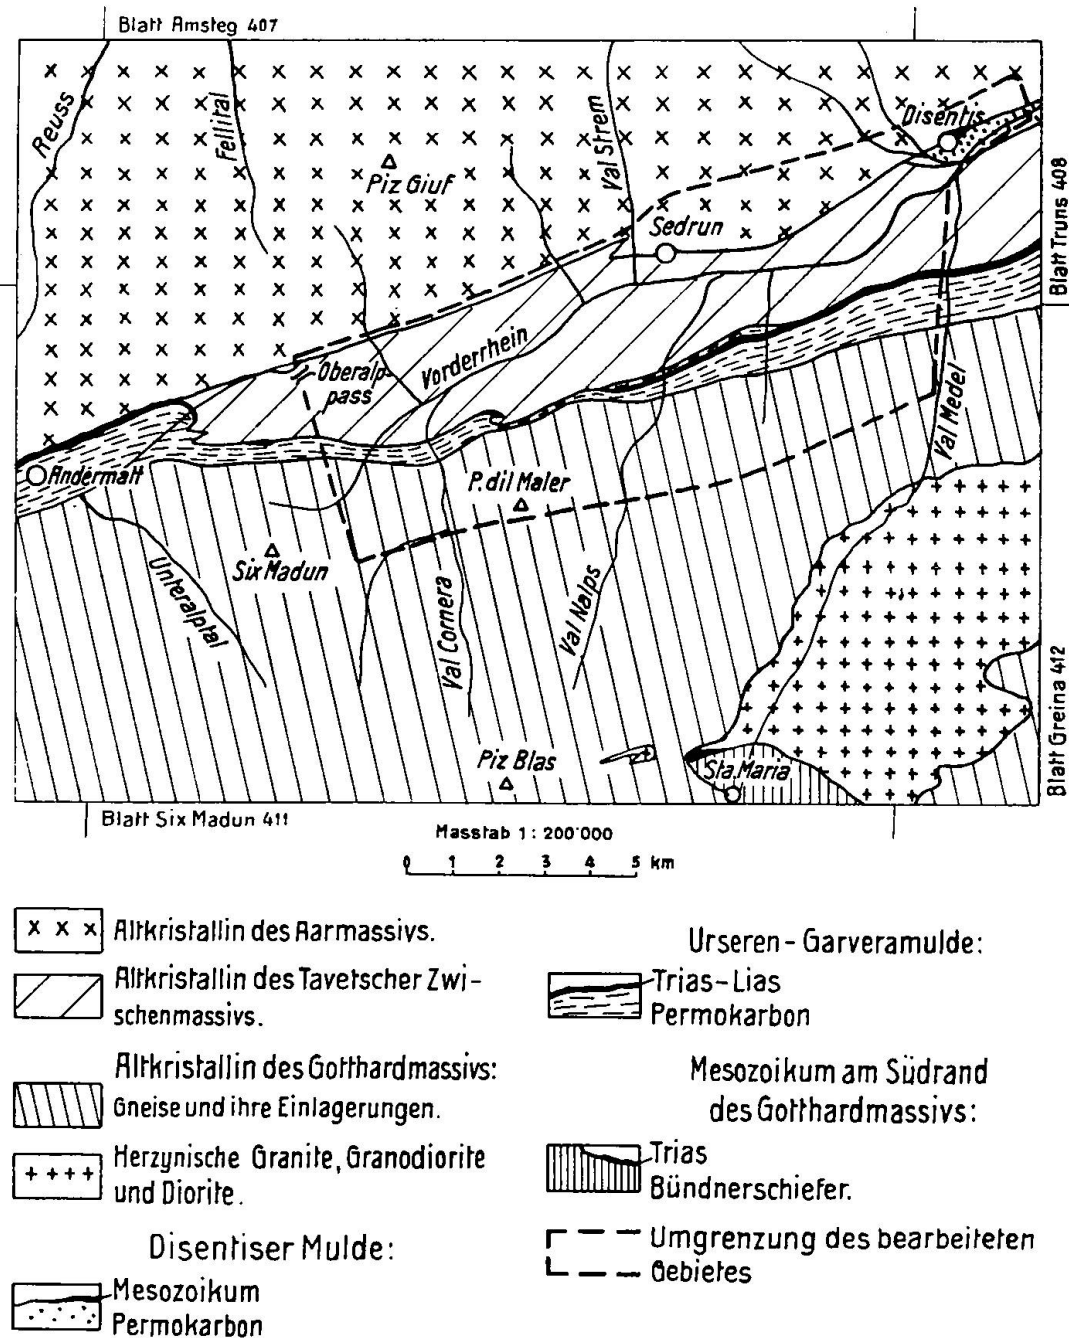 Blatt Amsteg 407
Reuss
Fellital
Piz Giuf
Val Strem
Disentis
Sedrun
Blatt Truns 408
Oberalp-
pass
Vorderrhein
Val Medel
Andermatt
P. dil Maler
Six Madun
Unteralptal
Val Cornera
Val Nalps
Piz Blas
Sta. Maria
Blatt Greina 412
Blatt Six Madun 411
Masstab 1 : 200'000
0 1 2 3 4 5 km
Altkristallin des Aarmassivs.
Altkristallin des Tavetscher Zwi-
schenmassivs.
Altkristallin des Gotthardmassivs:
Gneise und ihre Einlagerungen.
Herzynische Granite, Granodiorite
und Diorite.
Disentiser Mulde:
Mesozoikum
Permokarbon
Urseren-Garveramulde:
Trias-Lias
Permokarbon
Mesozoikum am Südrand
des Gotthardmassivs:
Trias
Bündnerschiefer.
Umgrenzung des bearbeiteten
Gebietes